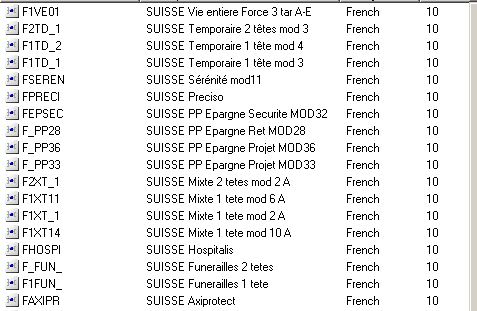 F1VE01 SUISSE Vie entiere Force 3 tar A-E French 10
F2TD_1 SUISSE Temporaire 2 têtes mod 3 French 10
F1TD_2 SUISSE Temporaire 1 tête mod 4 French 10
F1TD_1 SUISSE Temporaire 1 tête mod 3 French 10
FSEREN SUISSE Sérénité mod11 French 10
FPRECI SUISSE Preciso French 10
FEPSEC SUISSE PP Epargne Securite MOD32 French 10
F_PP28 SUISSE PP Epargne Ret MOD28 French 10
F_PP36 SUISSE PP Epargne Projet MOD36 French 10
F_PP33 SUISSE PP Epargne Projet MOD33 French 10
F2XT_1 SUISSE Mixte 2 tetes mod 2 A French 10
F1XT11 SUISSE Mixte 1 tete mod 6 A French 10
F1XT_1 SUISSE Mixte 1 tete mod 2 A French 10
F1XT14 SUISSE Mixte 1 tete mod 10 A French 10
FHOSPI SUISSE Hospitalis French 10
F_FUN_ SUISSE Funerailles 2 tetes French 10
F1FUN_ SUISSE Funerailles 1 tete French 10
FAXIPR SUISSE Axiprotect French 10